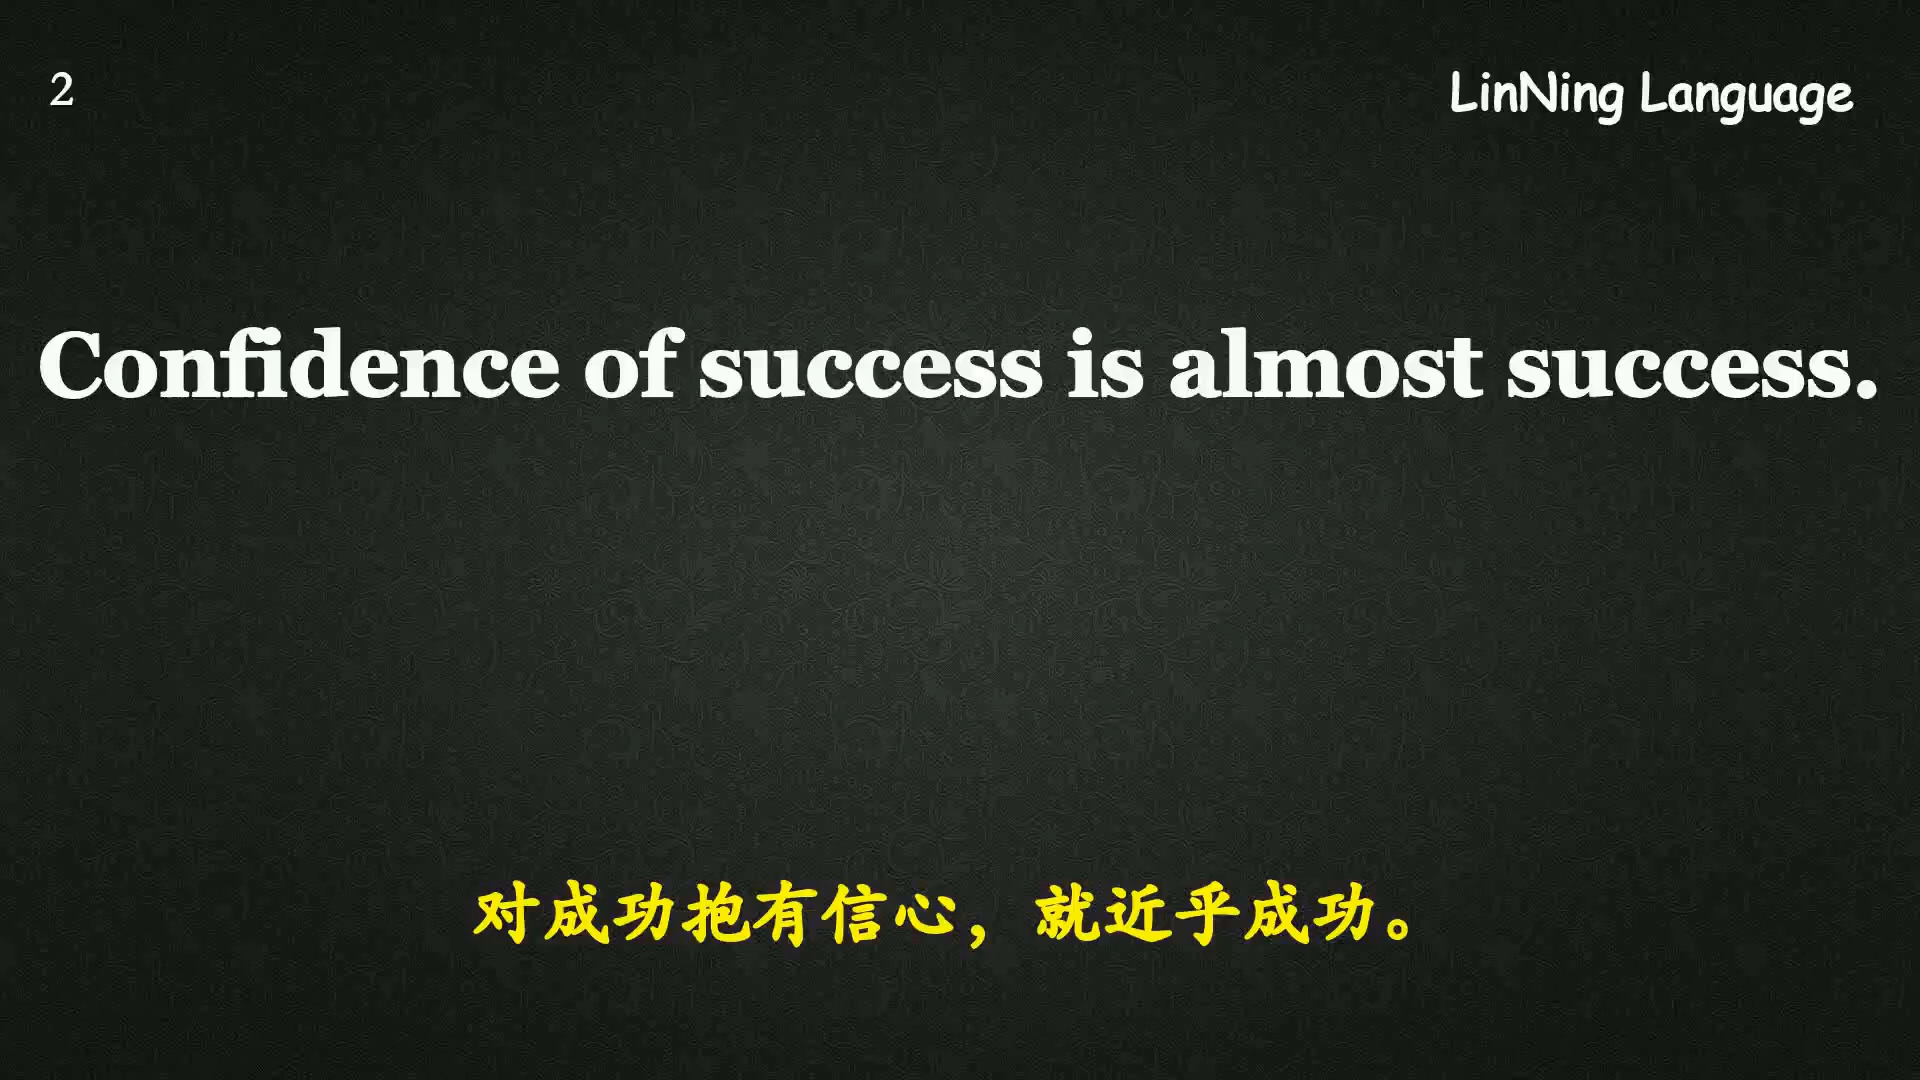 2
LinNing Language
Confidence of success is almost success.
对成功抱有信心，就近乎成功。